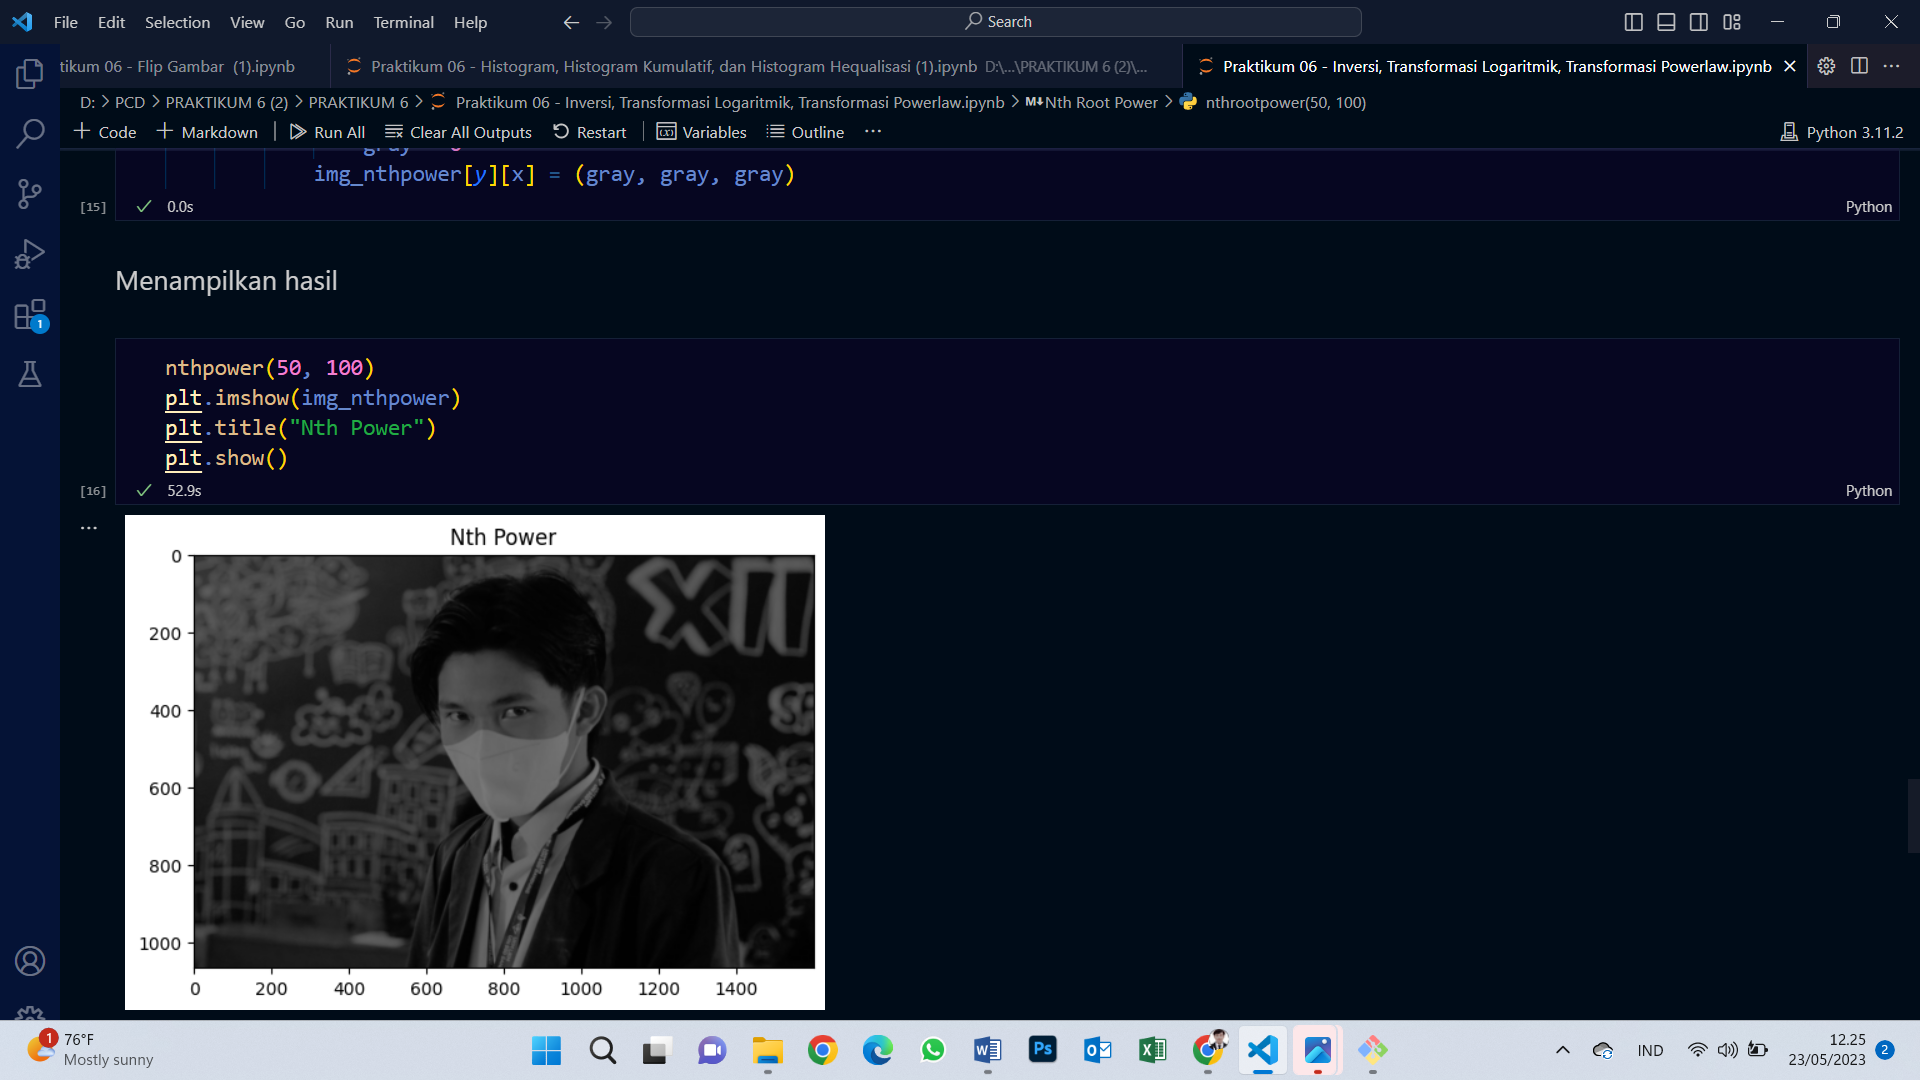 File Edit Selection View Go Run Terminal Help
Search
tikum 06 - Flip Gambar (1).ipynb
Praktikum 06 - Histogram, Histogram Kumulatif, dan Histogram Hequalisasi (1).ipynb D:\...\PRAKTIKUM 6 (2)\...
Praktikum 06 - Inversi, Transformasi Logaritmik, Transformasi Powerlaw.ipynb
D: > PCD > PRAKTIKUM 6 (2) > PRAKTIKUM 6 > Praktikum 06 - Inversi, Transformasi Logaritmik, Transformasi Powerlaw.ipynb > M↓Nth Root Power > nthrootpower(50, 100)
+ Code + Markdown Run All Clear All Outputs Restart Variables Outline ...
Python 3.11.2
img_nthpower[y][x] = (gray, gray, gray)
[15] 0.0s Python
Menampilkan hasil
nthpower(50, 100)
plt.imshow(img_nthpower)
plt.title("Nth Power")
plt.show()
[16] 52.9s Python
...
Nth Power
0
200
400
600
800
1000
0 200 400 600 800 1000 1200 1400
XII
1
1
76°F
Mostly sunny
Ps
IND
12.25
23/05/2023
2